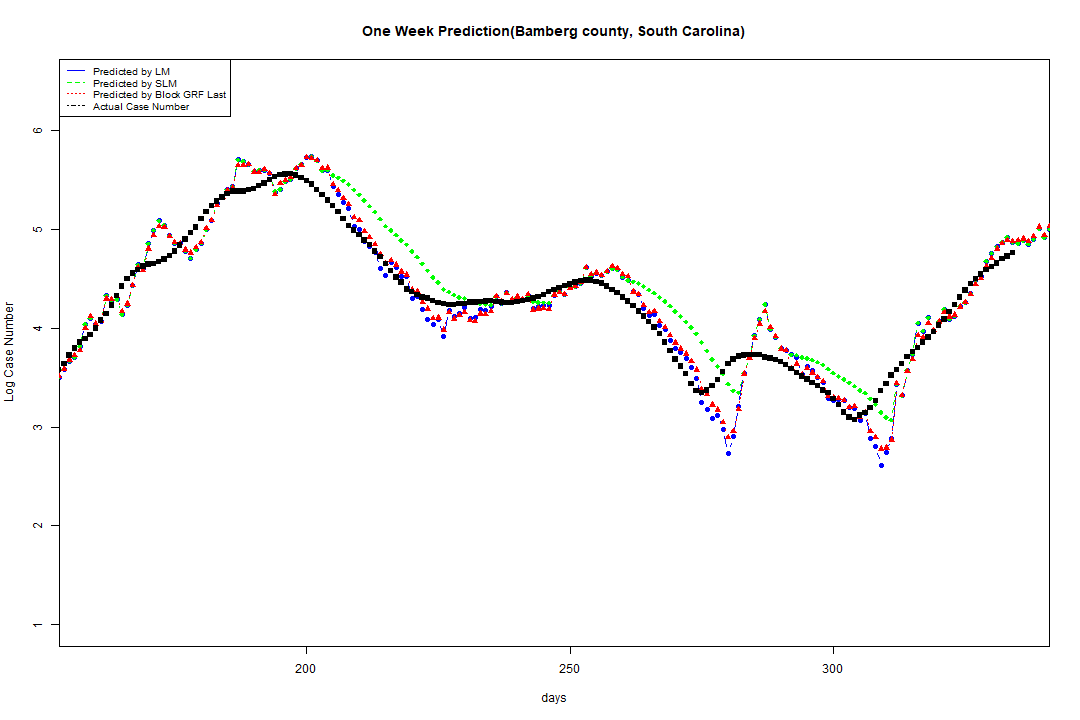 One Week Prediction(Bamberg county, South Carolina)
Predicted by LM
Predicted by SLM
Predicted by Block GRF Last
Actual Case Number
6
5
4
3
2
1
Log Case Number
200 250 300
days